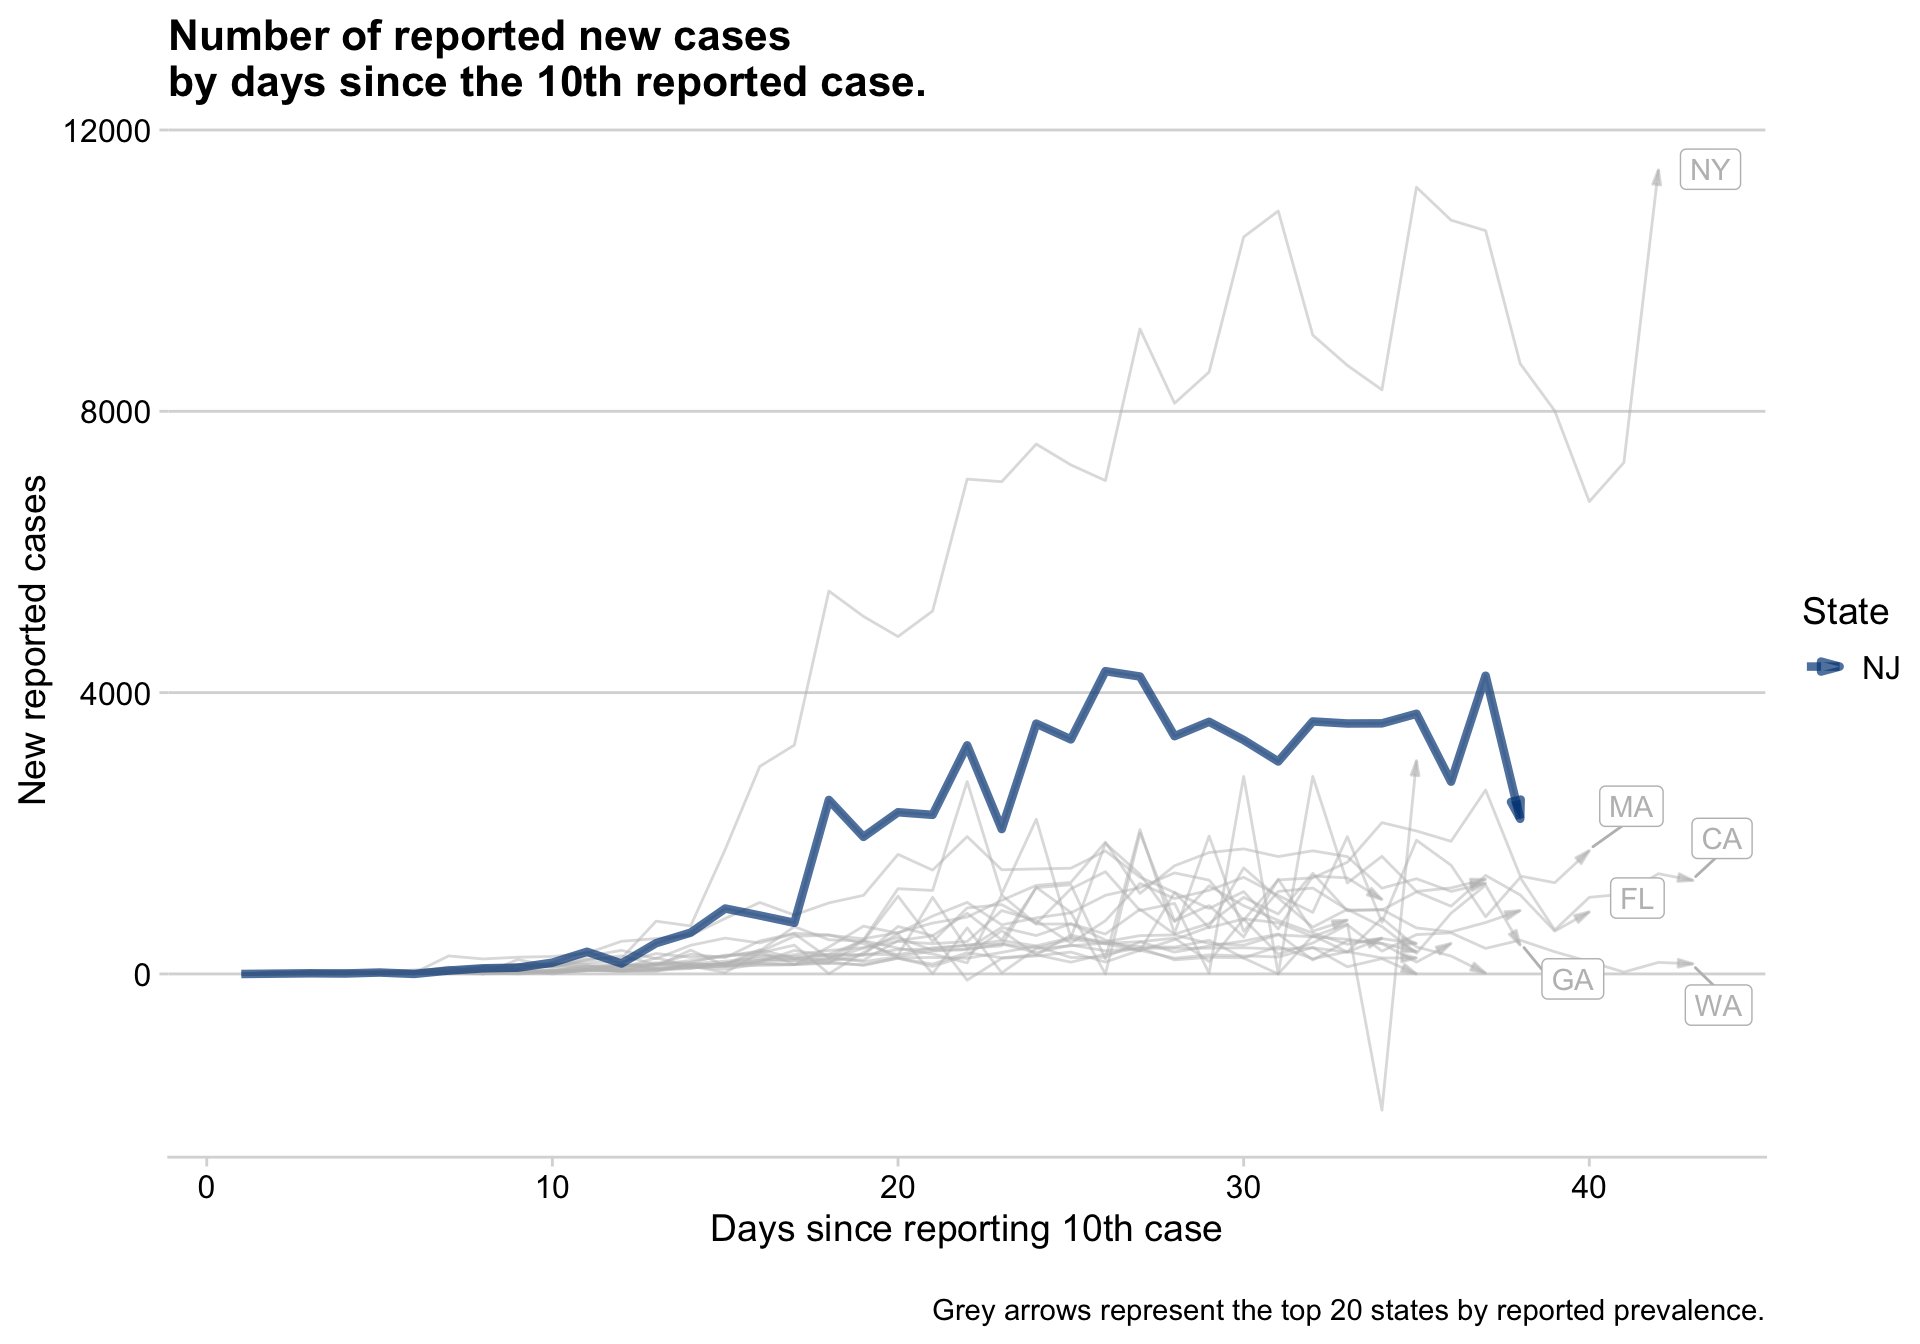 Number of reported new cases
by days since the 10th reported case.
12000
8000
4000
0
New reported cases
NY
MA
CA
FL
GA
WA
State
NJ
0
10
20
30
40
Days since reporting 10th case
Grey arrows represent the top 20 states by reported prevalence.